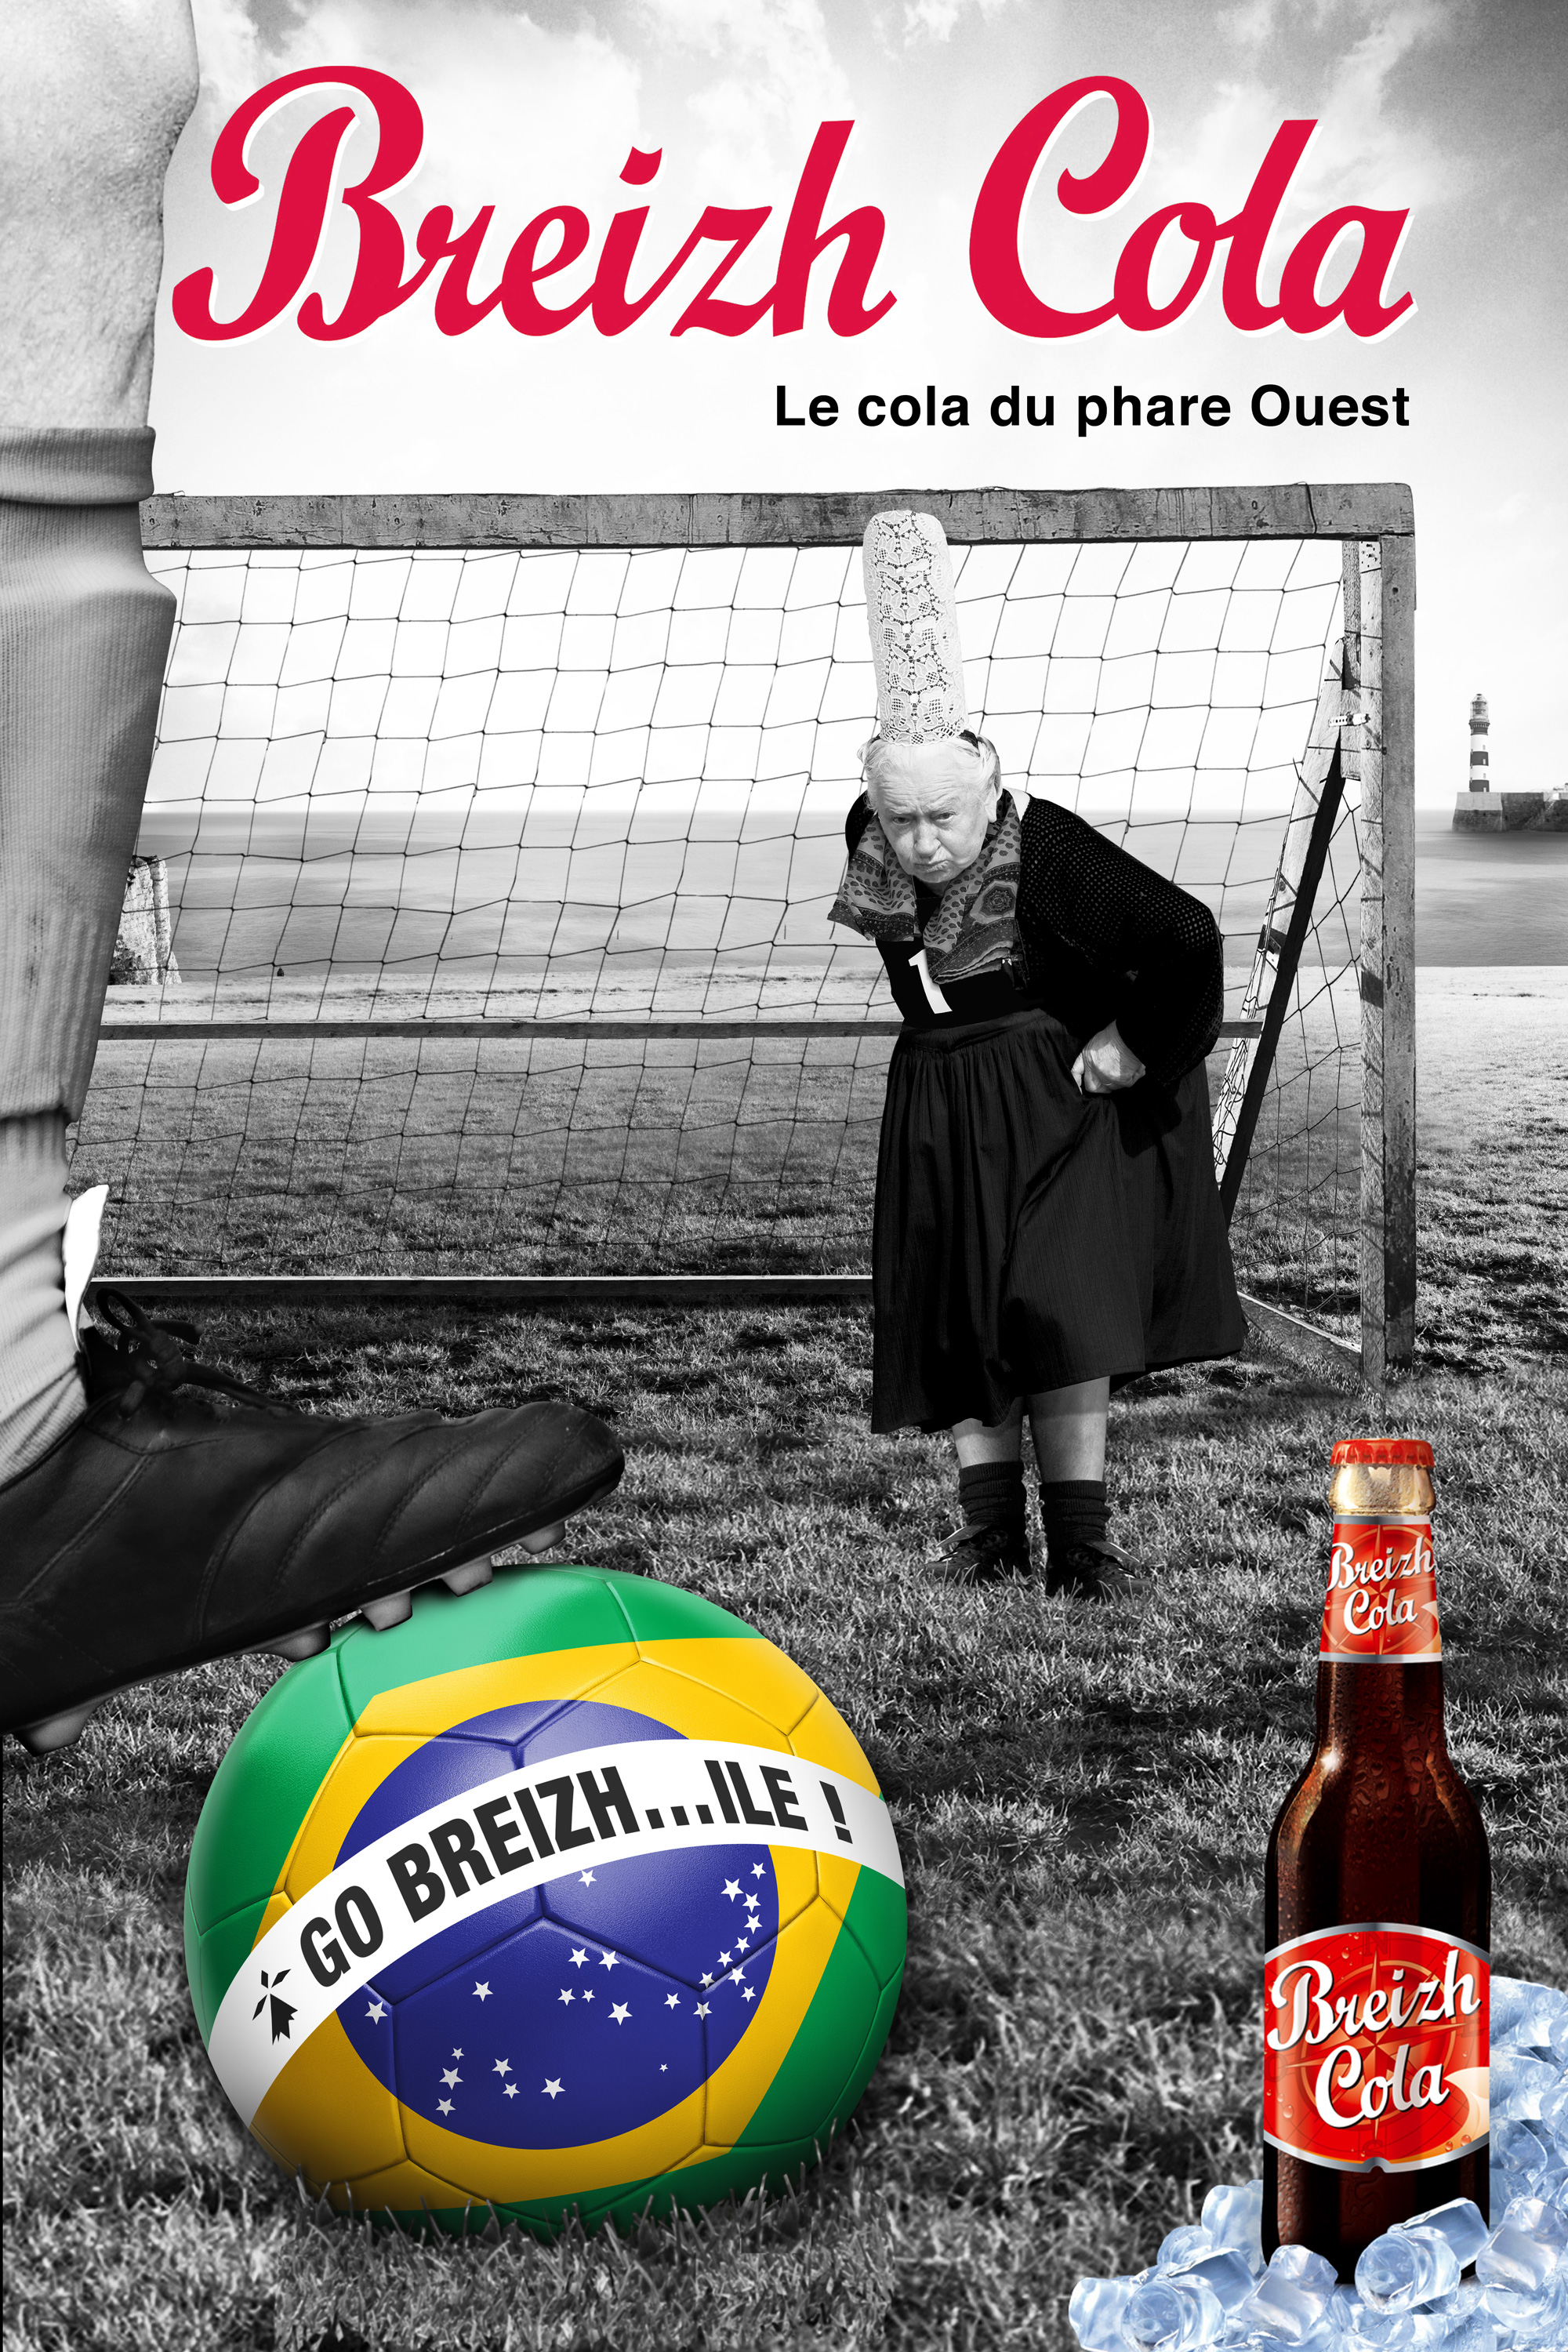 Breizh Cola
Le cola du phare Ouest
1
GO BREIZH...ILE !
Breizh
Cola
Breizh
Cola